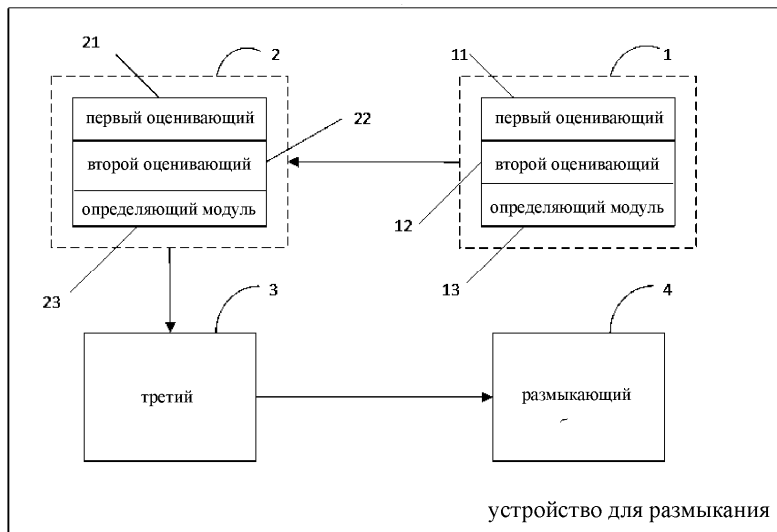 21
2
11
1
первый оценивающий
22
второй оценивающий
определяющий модуль
23
первый оценивающий
второй оценивающий
12
определяющий модуль
13
3
4
третий
размыкающий
устройство для размыкания